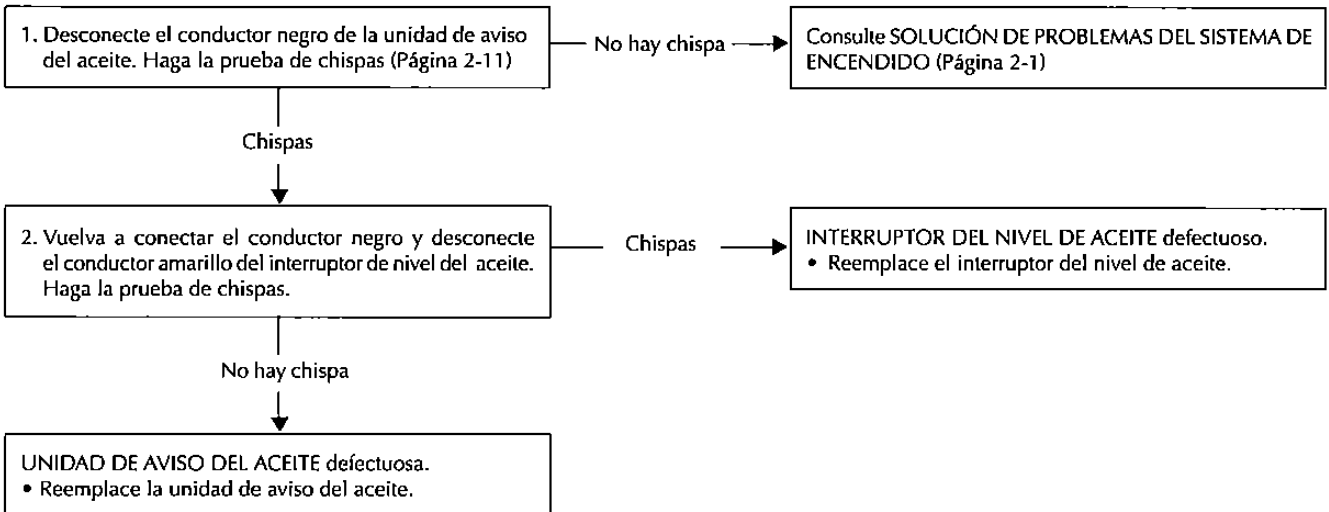 1. Desconecte el conductor negro de la unidad de aviso
del aceite. Haga la prueba de chispas (Página 2-11)
No hay chispa
Consulte SOLUCIÓN DE PROBLEMAS DEL SISTEMA DE
ENCENDIDO (Página 2-1)
Chispas
2. Vuelva a conectar el conductor negro y desconecte
el conductor amarillo del interruptor de nivel del aceite.
Haga la prueba de chispas.
Chispas
INTERRUPTOR DEL NIVEL DE ACEITE defectuoso.
• Reemplace el interruptor del nivel de aceite.
No hay chispa
UNIDAD DE AVISO DEL ACEITE defectuosa.
• Reemplace la unidad de aviso del aceite.